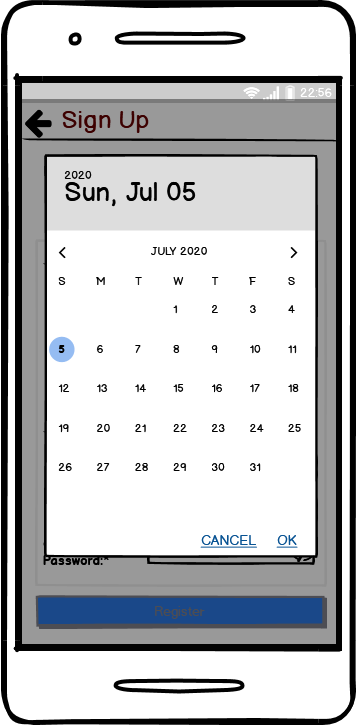 22:56
Sign Up
2020
Sun, Jul 05
JULY 2020
S M T W T F S
1 2 3 4
5 6 7 8 9 10 11
12 13 14 15 16 17 18
19 20 21 22 23 24 25
26 27 28 29 30 31
CANCEL OK
Password:*
Register